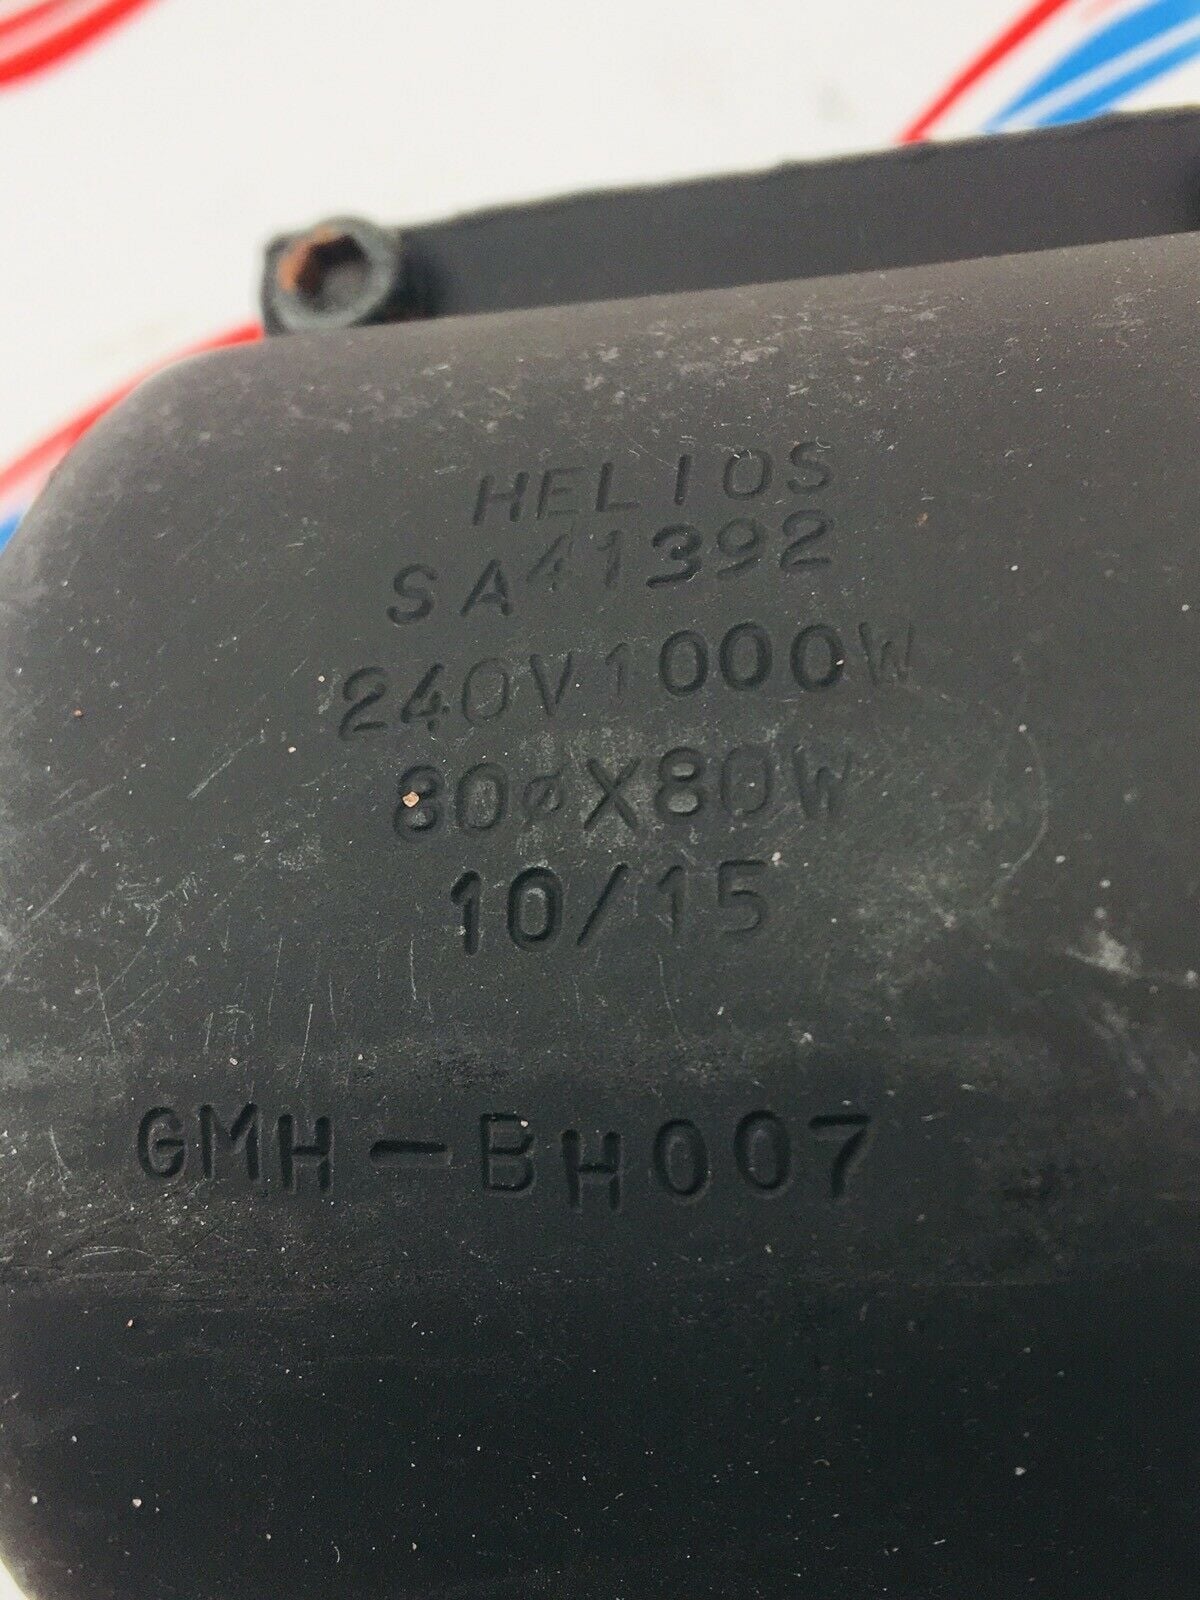 HELIOS
SA41392
240V1000W
80øX80W
10/15
GMH-BH007